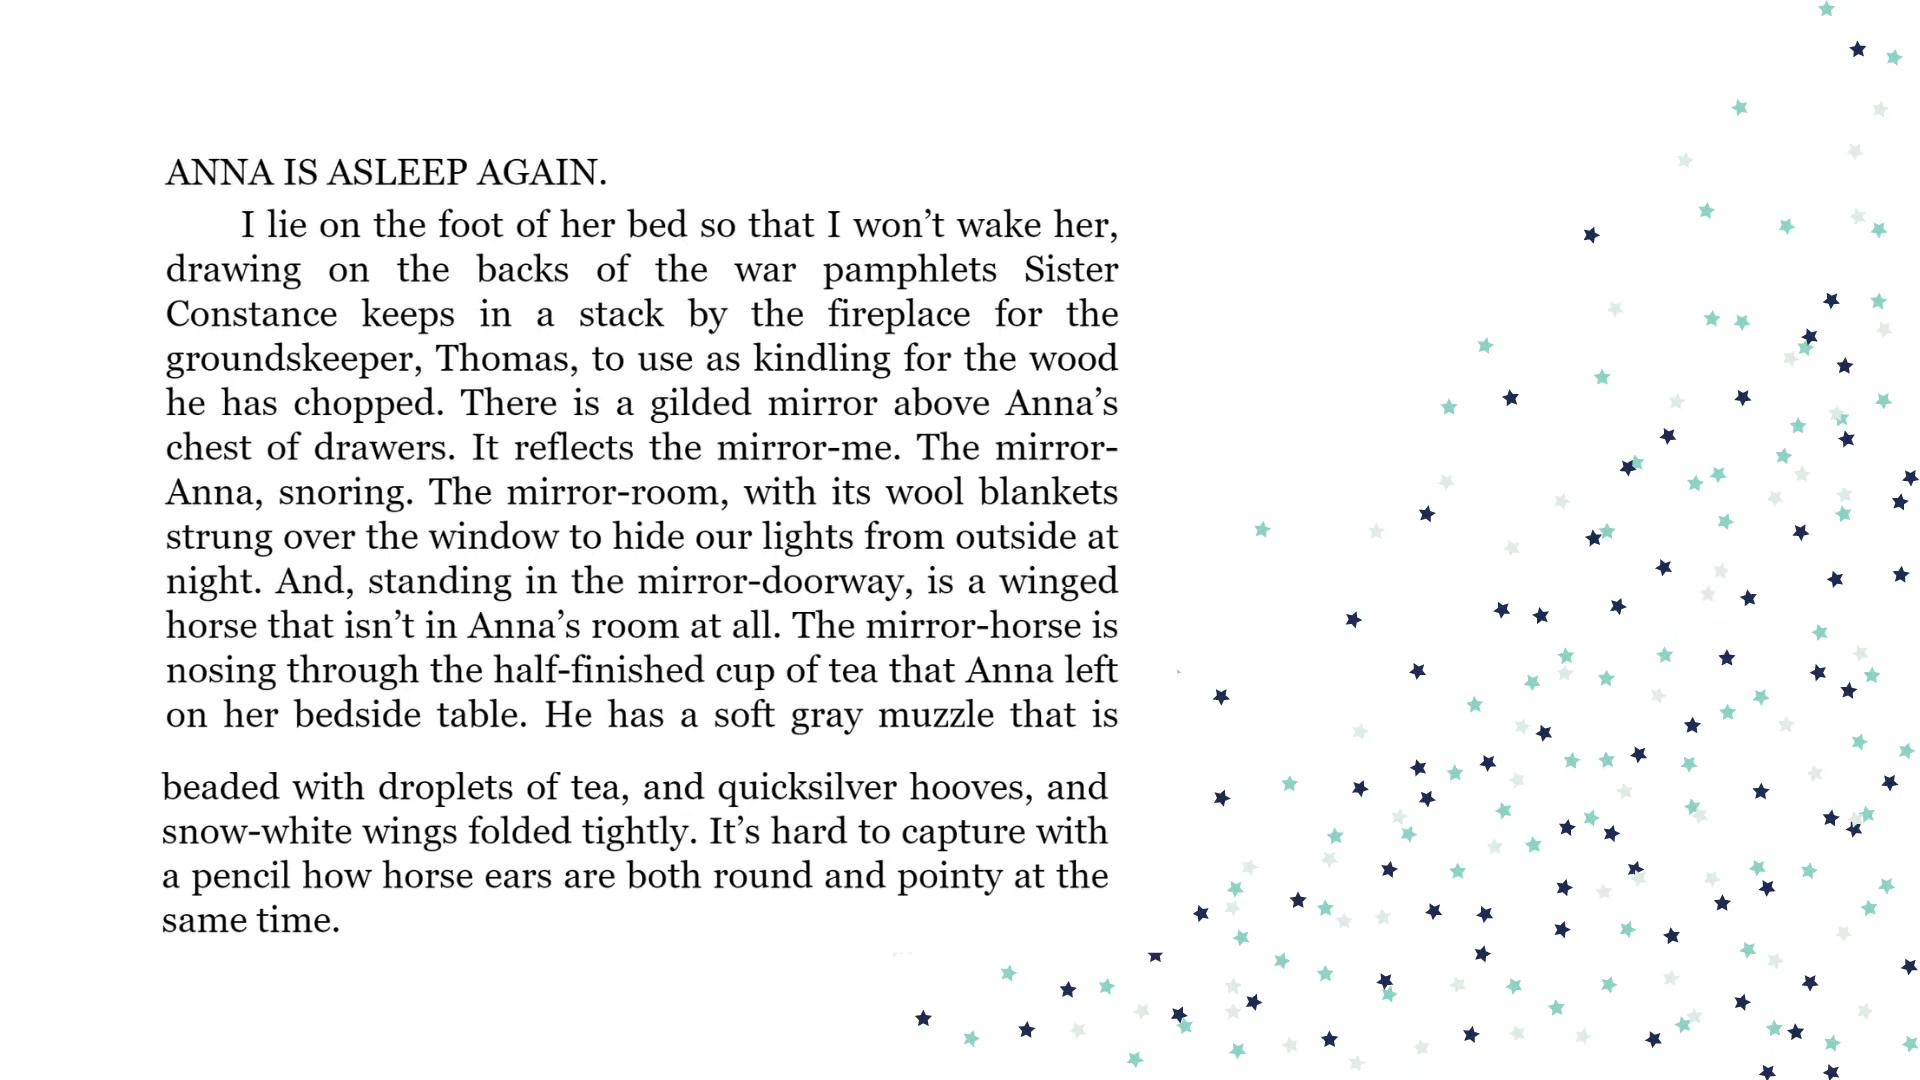 ANNA IS ASLEEP AGAIN.
I lie on the foot of her bed so that I won’t wake her,
drawing on the backs of the war pamphlets Sister
Constance keeps in a stack by the fireplace for the
groundskeeper, Thomas, to use as kindling for the wood
he has chopped. There is a gilded mirror above Anna’s
chest of drawers. It reflects the mirror-me. The mirror-
Anna, snoring. The mirror-room, with its wool blankets
strung over the window to hide our lights from outside at
night. And, standing in the mirror-doorway, is a winged
horse that isn’t in Anna’s room at all. The mirror-horse is
nosing through the half-finished cup of tea that Anna left
on her bedside table. He has a soft gray muzzle that is
beaded with droplets of tea, and quicksilver hooves, and
snow-white wings folded tightly. It’s hard to capture with
a pencil how horse ears are both round and pointy at the
same time.